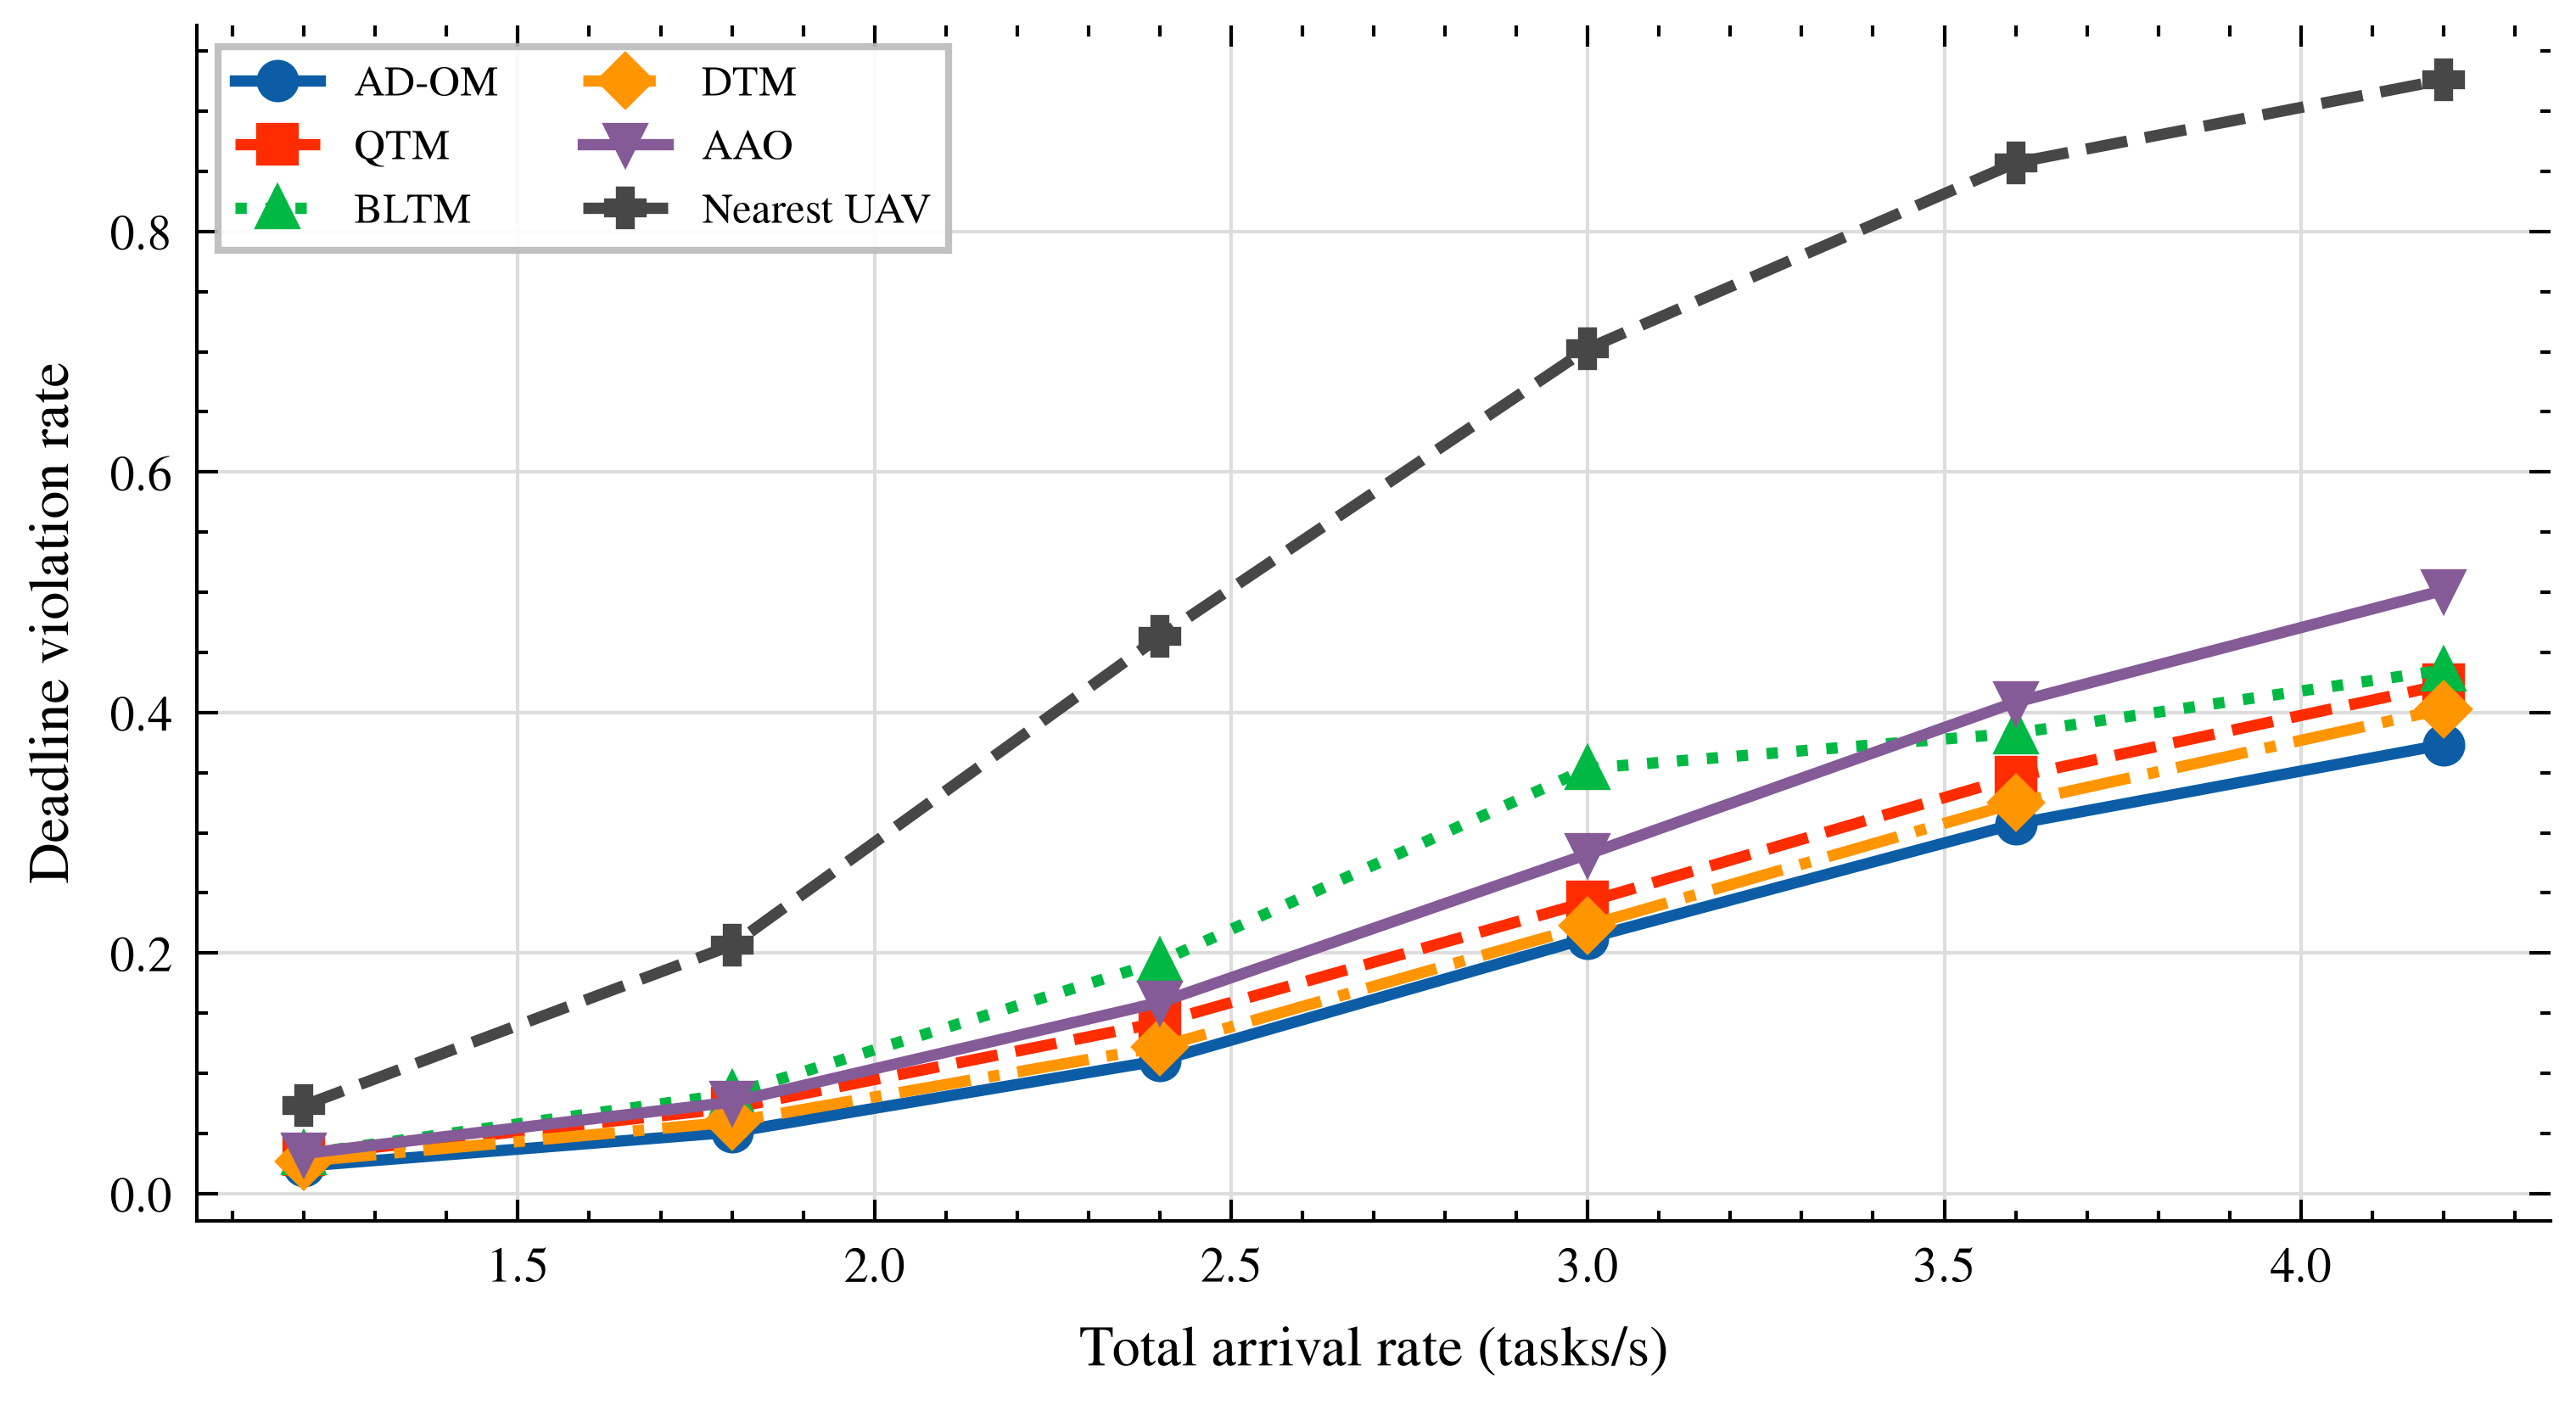 AD-OM
QTM
BLTM
DTM
AAO
Nearest UAV
Deadline violation rate
0.8
0.6
0.4
0.2
0.0
1.5 2.0 2.5 3.0 3.5 4.0
Total arrival rate (tasks/s)